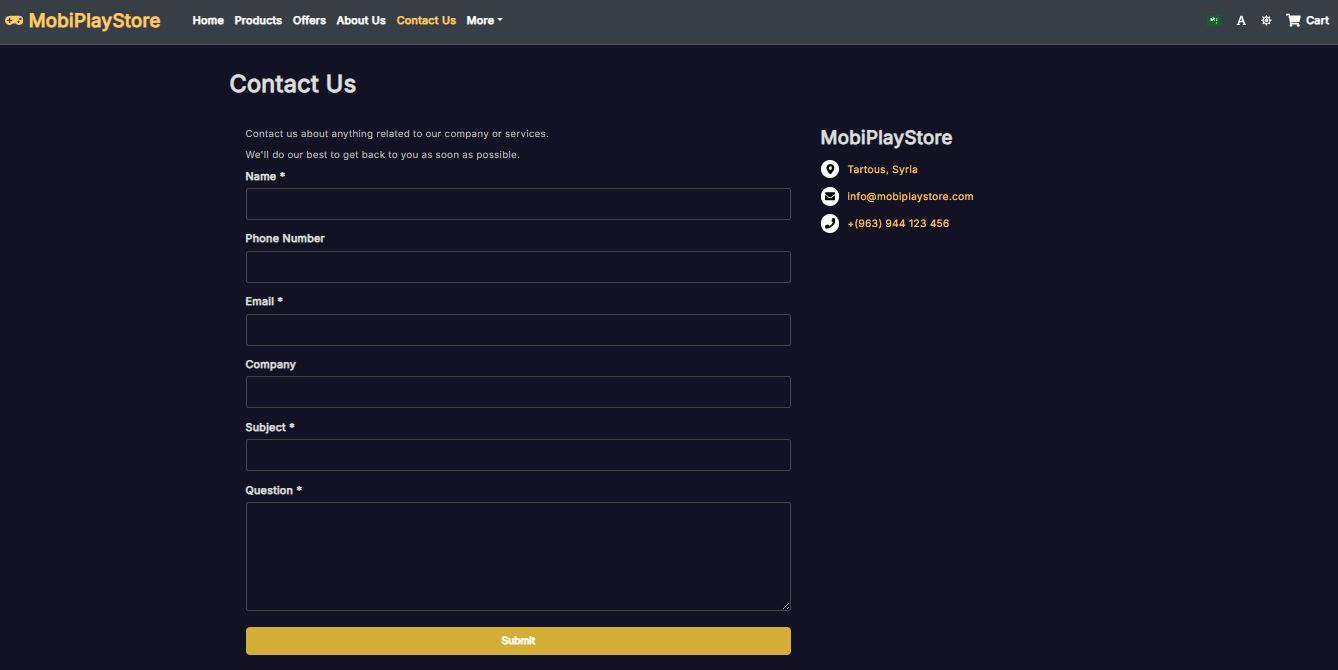 MobiPlayStore
Home Products Offers About Us Contact Us More
A
Cart
Contact Us
Contact us about anything related to our company or services.
We'll do our best to get back to you as soon as possible.
Name *
Phone Number
Email *
Company
Subject *
Question *
Submit
MobiPlayStore
Tartous, Syria
info@mobiplaystore.com
+(963) 944 123 456